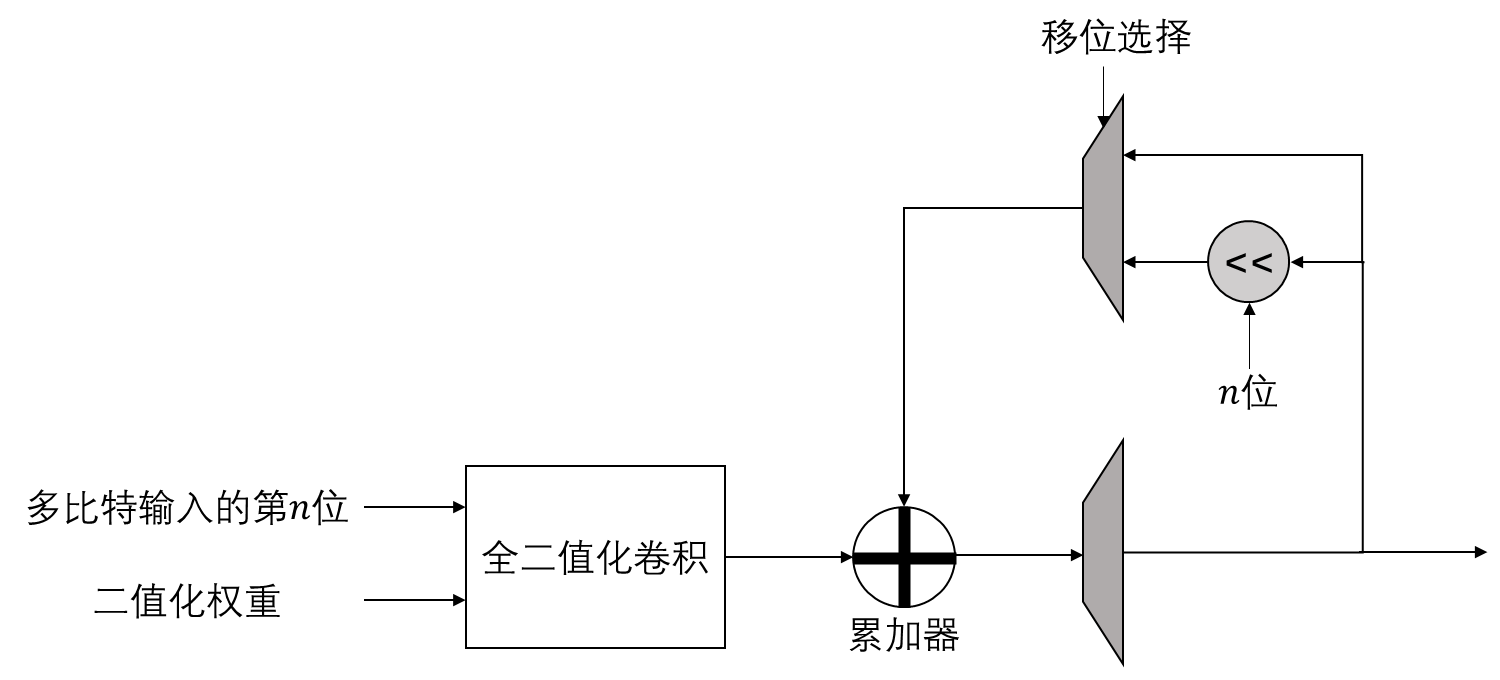 移位选择
<<
n位
多比特输入的第n位
全二值化卷积
二值化权重
累加器